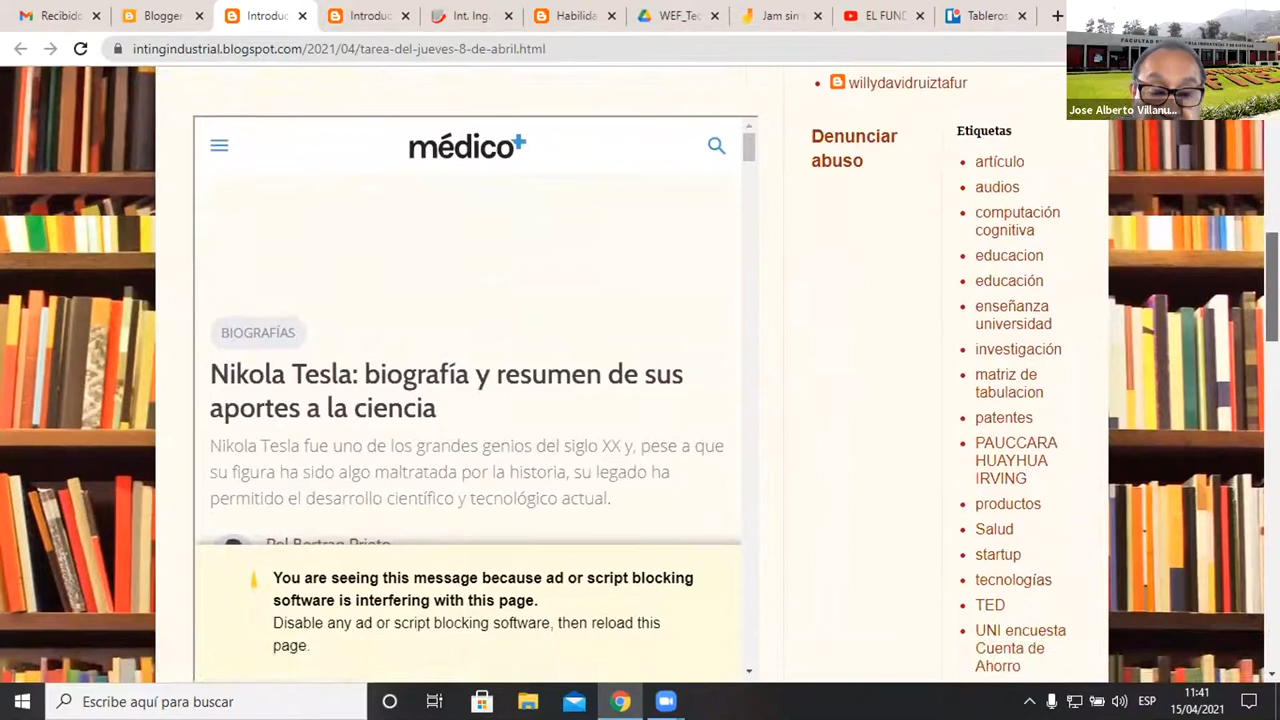 Recibido
Blogger
Introduc
Introduc
Int. Ing.
Habilida
WEF_Tec
Jam sin
EL FUND
Tableros
intingindustrial.blogspot.com/2021/04/tarea-del-jueves-8-de-abril.html
Jose Alberto Villanu...
willydavidruiztafur
Denunciar
abuso
médico+
BIOGRAFÍAS
Nikola Tesla: biografía y resumen de sus
aportes a la ciencia
Nikola Tesla fue uno de los grandes genios del siglo XX y, pese a que
su figura ha sido algo maltratada por la historia, su legado ha
permitido el desarrollo científico y tecnológico actual.
Pol Bertran Prieto
You are seeing this message because ad or script blocking
software is interfering with this page.
Disable any ad or script blocking software, then reload this
page.
Etiquetas
artículo
audios
computación
cognitiva
educacion
educación
enseñanza
universidad
investigación
matriz de
tabulacion
patentes
PAUCCARA
HUAYHUA
IRVING
productos
Salud
startup
tecnologías
TED
UNI encuesta
Cuenta de
Ahorro
Escribe aquí para buscar
ESP
11:41
15/04/2021